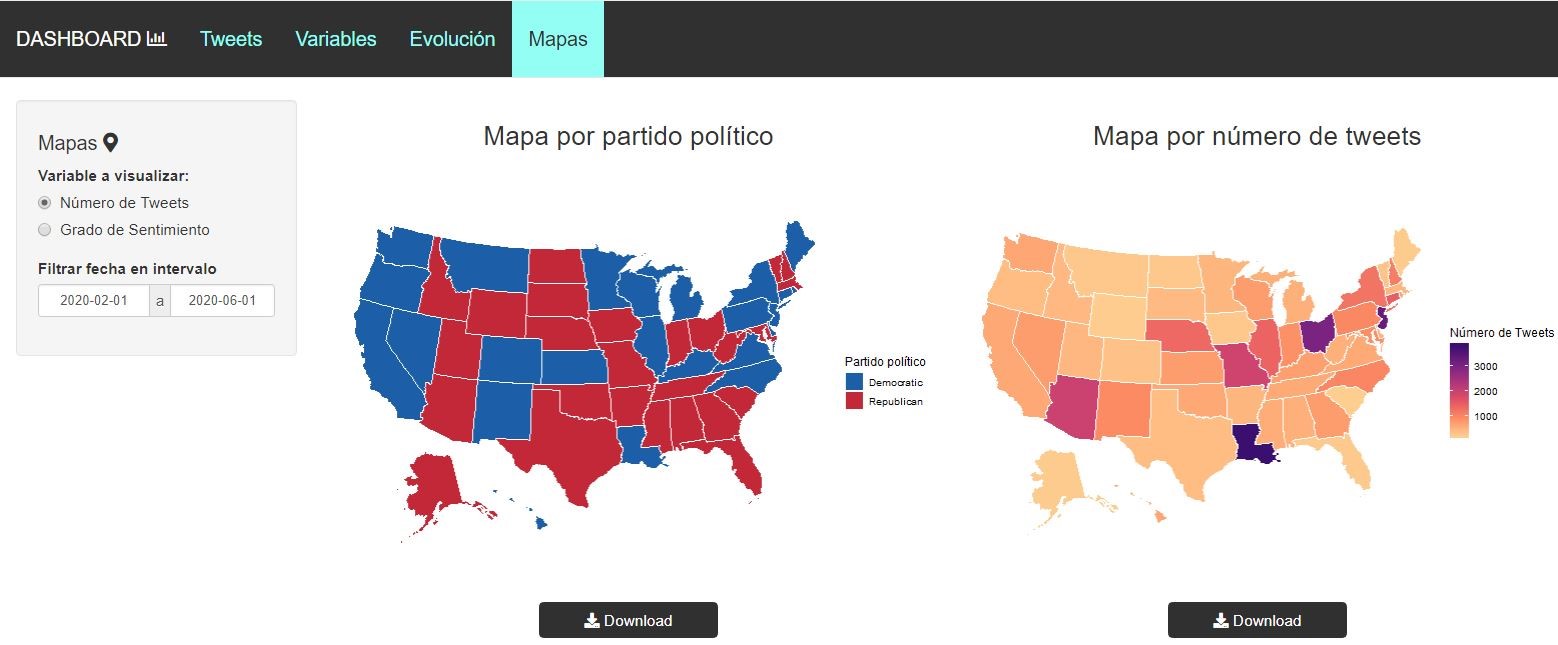 DASHBOARD Tweets Variables Evolución Mapas
Mapas
Variable a visualizar:
Número de Tweets
Grado de Sentimiento
Filtrar fecha en intervalo
2020-02-01 a 2020-06-01
Mapa por partido político
Partido político
Democratic
Republican
Download
Mapa por número de tweets
Número de Tweets
3000
2000
1000
Download